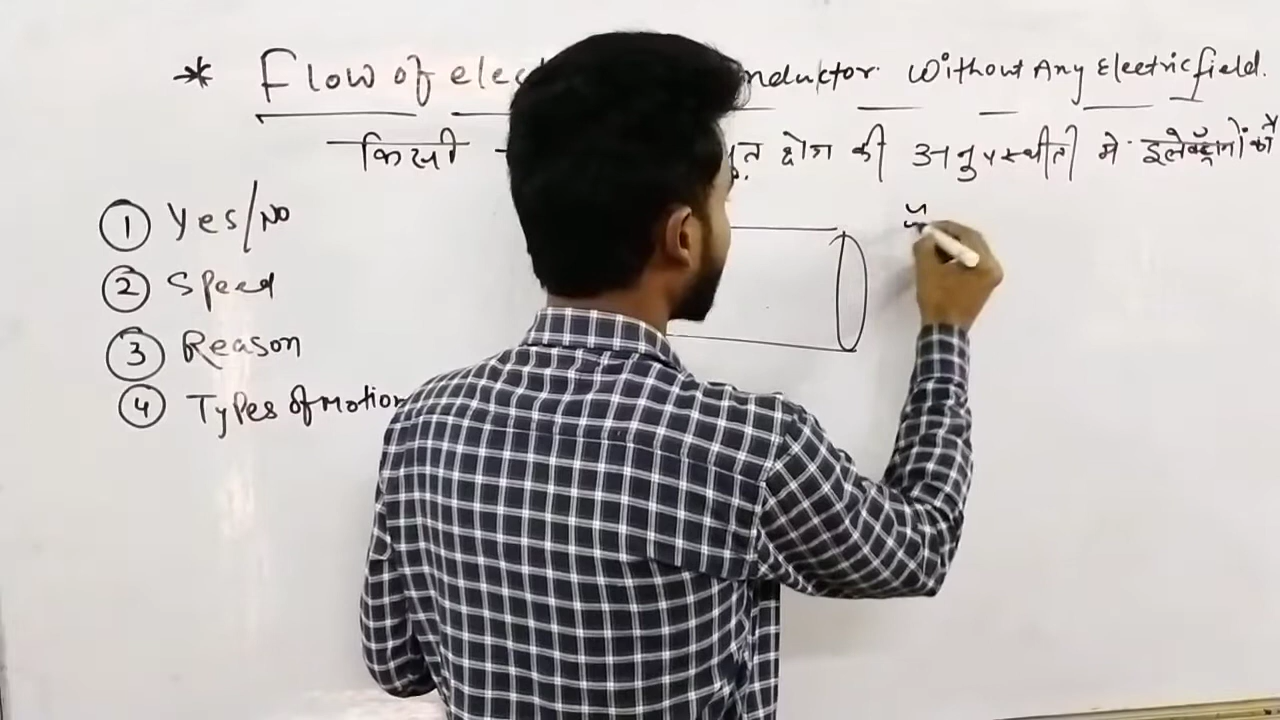 * Flow of elec nductor. Without Any Electric field.
किसी त क्षेत्र की अनुपस्थीती मे इलेक्ट्रॉनों
① Yes/No
② Speed
③ Reason
④ Types of Motion